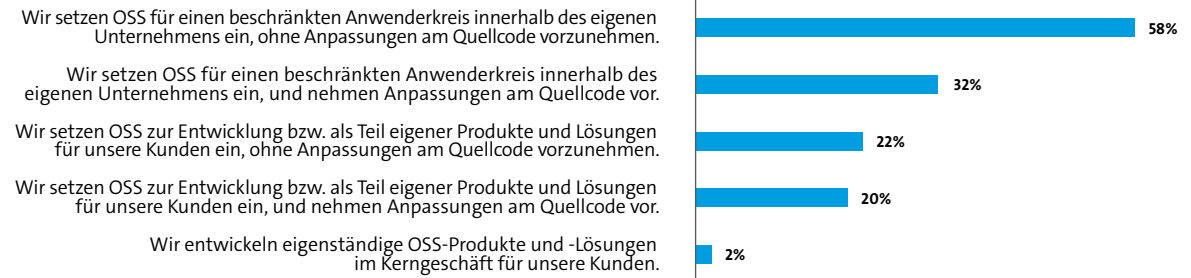 Wir setzen OSS für einen beschränkten Anwenderkreis innerhalb des eigenen
Unternehmens ein, ohne Anpassungen am Quellcode vorzunehmen.
58%
Wir setzen OSS für einen beschränkten Anwenderkreis innerhalb des
eigenen Unternehmens ein, und nehmen Anpassungen am Quellcode vor.
32%
Wir setzen OSS zur Entwicklung bzw. als Teil eigener Produkte und Lösungen
für unsere Kunden ein, ohne Anpassungen am Quellcode vorzunehmen.
22%
Wir setzen OSS zur Entwicklung bzw. als Teil eigener Produkte und Lösungen
für unsere Kunden ein, und nehmen Anpassungen am Quellcode vor.
20%
Wir entwickeln eigenständige OSS-Produkte und -Lösungen
im Kerngeschäft für unsere Kunden.
2%